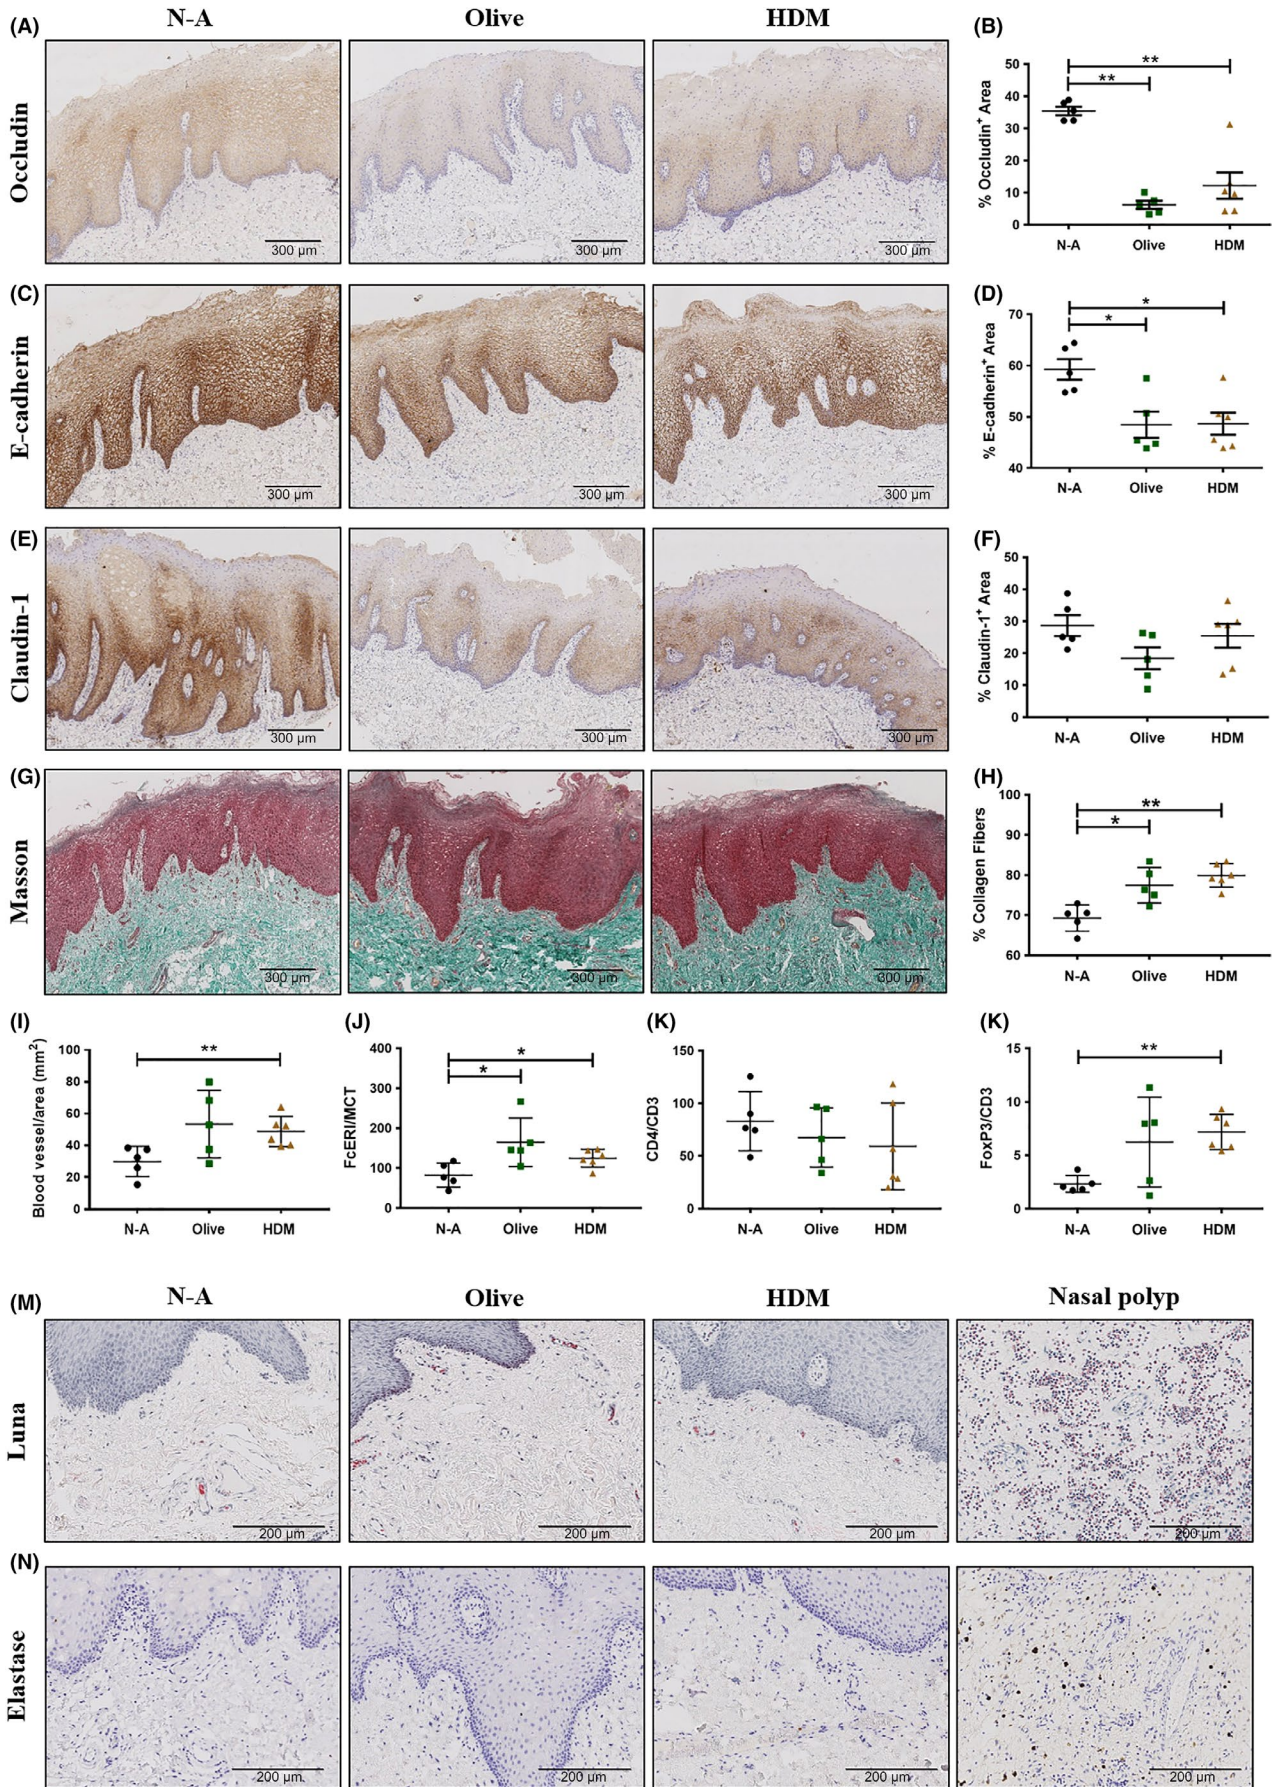 N-A Olive HDM
(A)
Occludin
300 µm 300 µm 300 µm
(B)
% Occludin+ Area
50
40
30
20
10
0
** **
N-A Olive HDM
(C)
E-cadherin
300 µm 300 µm 300 µm
(D)
% E-cadherin+ Area
70
60
50
40
* *
N-A Olive HDM
(E)
Claudin-1
300 µm 300 µm 300 µm
(F)
% Claudin-1+ Area
50
40
30
20
10
0
N-A Olive HDM
(G)
Masson
300 µm 300 µm 300 µm
(H)
% Collagen Fibers
100
90
80
70
60
** *
N-A Olive HDM
(I)
Blood vessel/area (mm2)
100
80
60
40
20
0
**
N-A Olive HDM
(J)
FcERI/MCT
400
300
200
100
0
* *
N-A Olive HDM
(K)
CD4/CD3
150
100
50
0
N-A Olive HDM
(K)
FoxP3/CD3
15
10
5
0
**
N-A Olive HDM
(M)
N-A Olive HDM Nasal polyp
Luna
200 µm 200 µm 200 µm 200 µm
(N)
Elastase
200 µm 200 µm 200 µm 200 µm